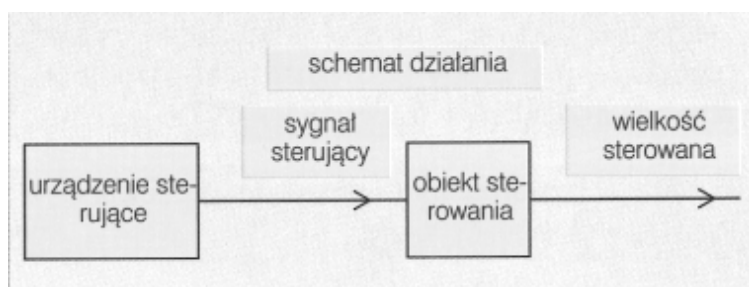 schemat działania
sygnał
sterujący
wielkość
sterowana
urządzenie ste-
rujące
obiekt ste-
rowania